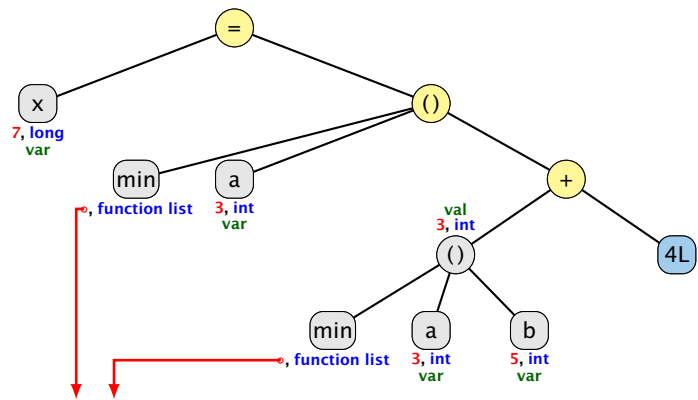 =
x
7, long
var
()
min
, function list
a
3, int
var
+
val
3, int
()
4L
min
, function list
a
3, int
var
b
5, int
var